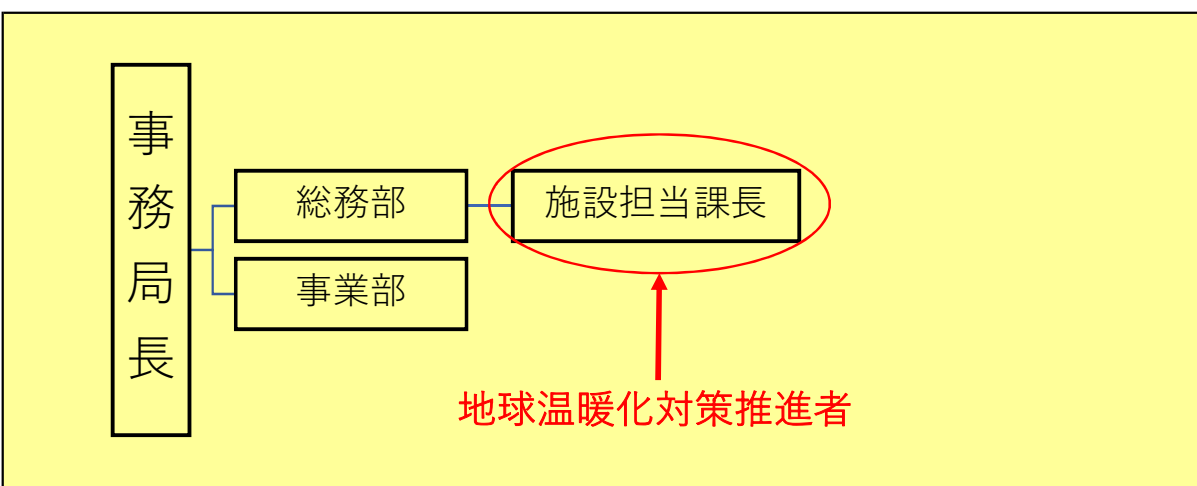 事務局長
総務部
施設担当課長
事業部
地球温暖化対策推進者